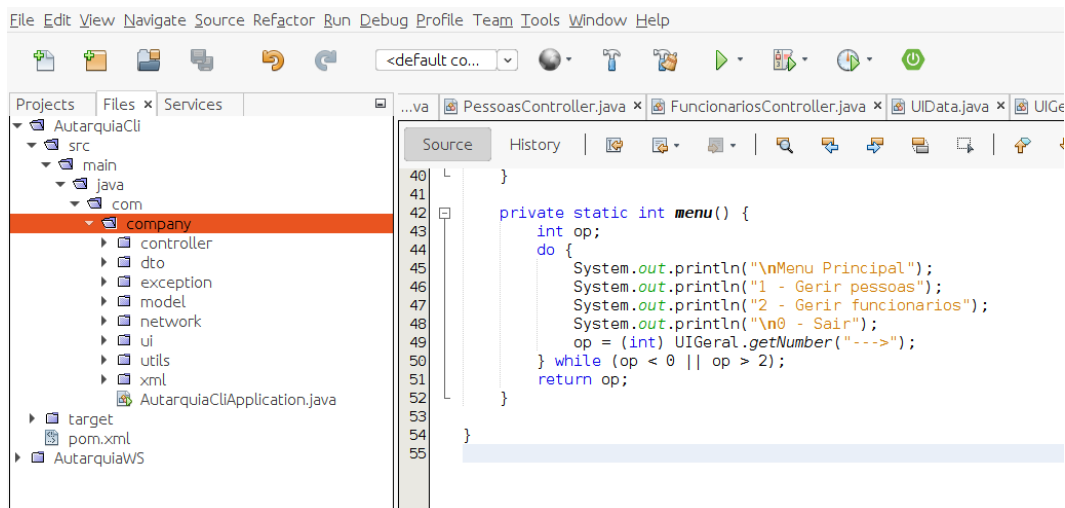 File Edit View Navigate Source Refactor Run Debug Profile Team Tools Window Help
<default co...
Projects Files × Services
...va PessoasController.java × FuncionariosController.java × UIData.java × UIGe
AutarquiaCli
src
main
java
com
company
controller
dto
exception
model
network
ui
utils
xml
AutarquiaCliApplication.java
target
pom.xml
AutarquiaWS
Source History
40 }
41
42 private static int menu() {
43 int op;
44 do {
45 System.out.println("\nMenu Principal");
46 System.out.println("1 - Gerir pessoas");
47 System.out.println("2 - Gerir funcionarios");
48 System.out.println("\n0 - Sair");
49 op = (int) UIGeral.getNumber("--->");
50 } while (op < 0 || op > 2);
51 return op;
52 }
53
54 }
55